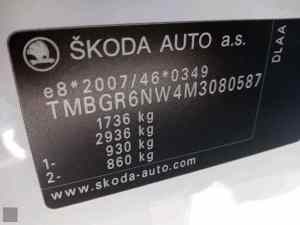 ŠKODA AUTO a.s.
e8*2007/46*0349
TMBGR6NW4M3080587
1736 kg
2936 kg
1- 930 kg
2- 860 kg
www.skoda-auto.com
DLAA